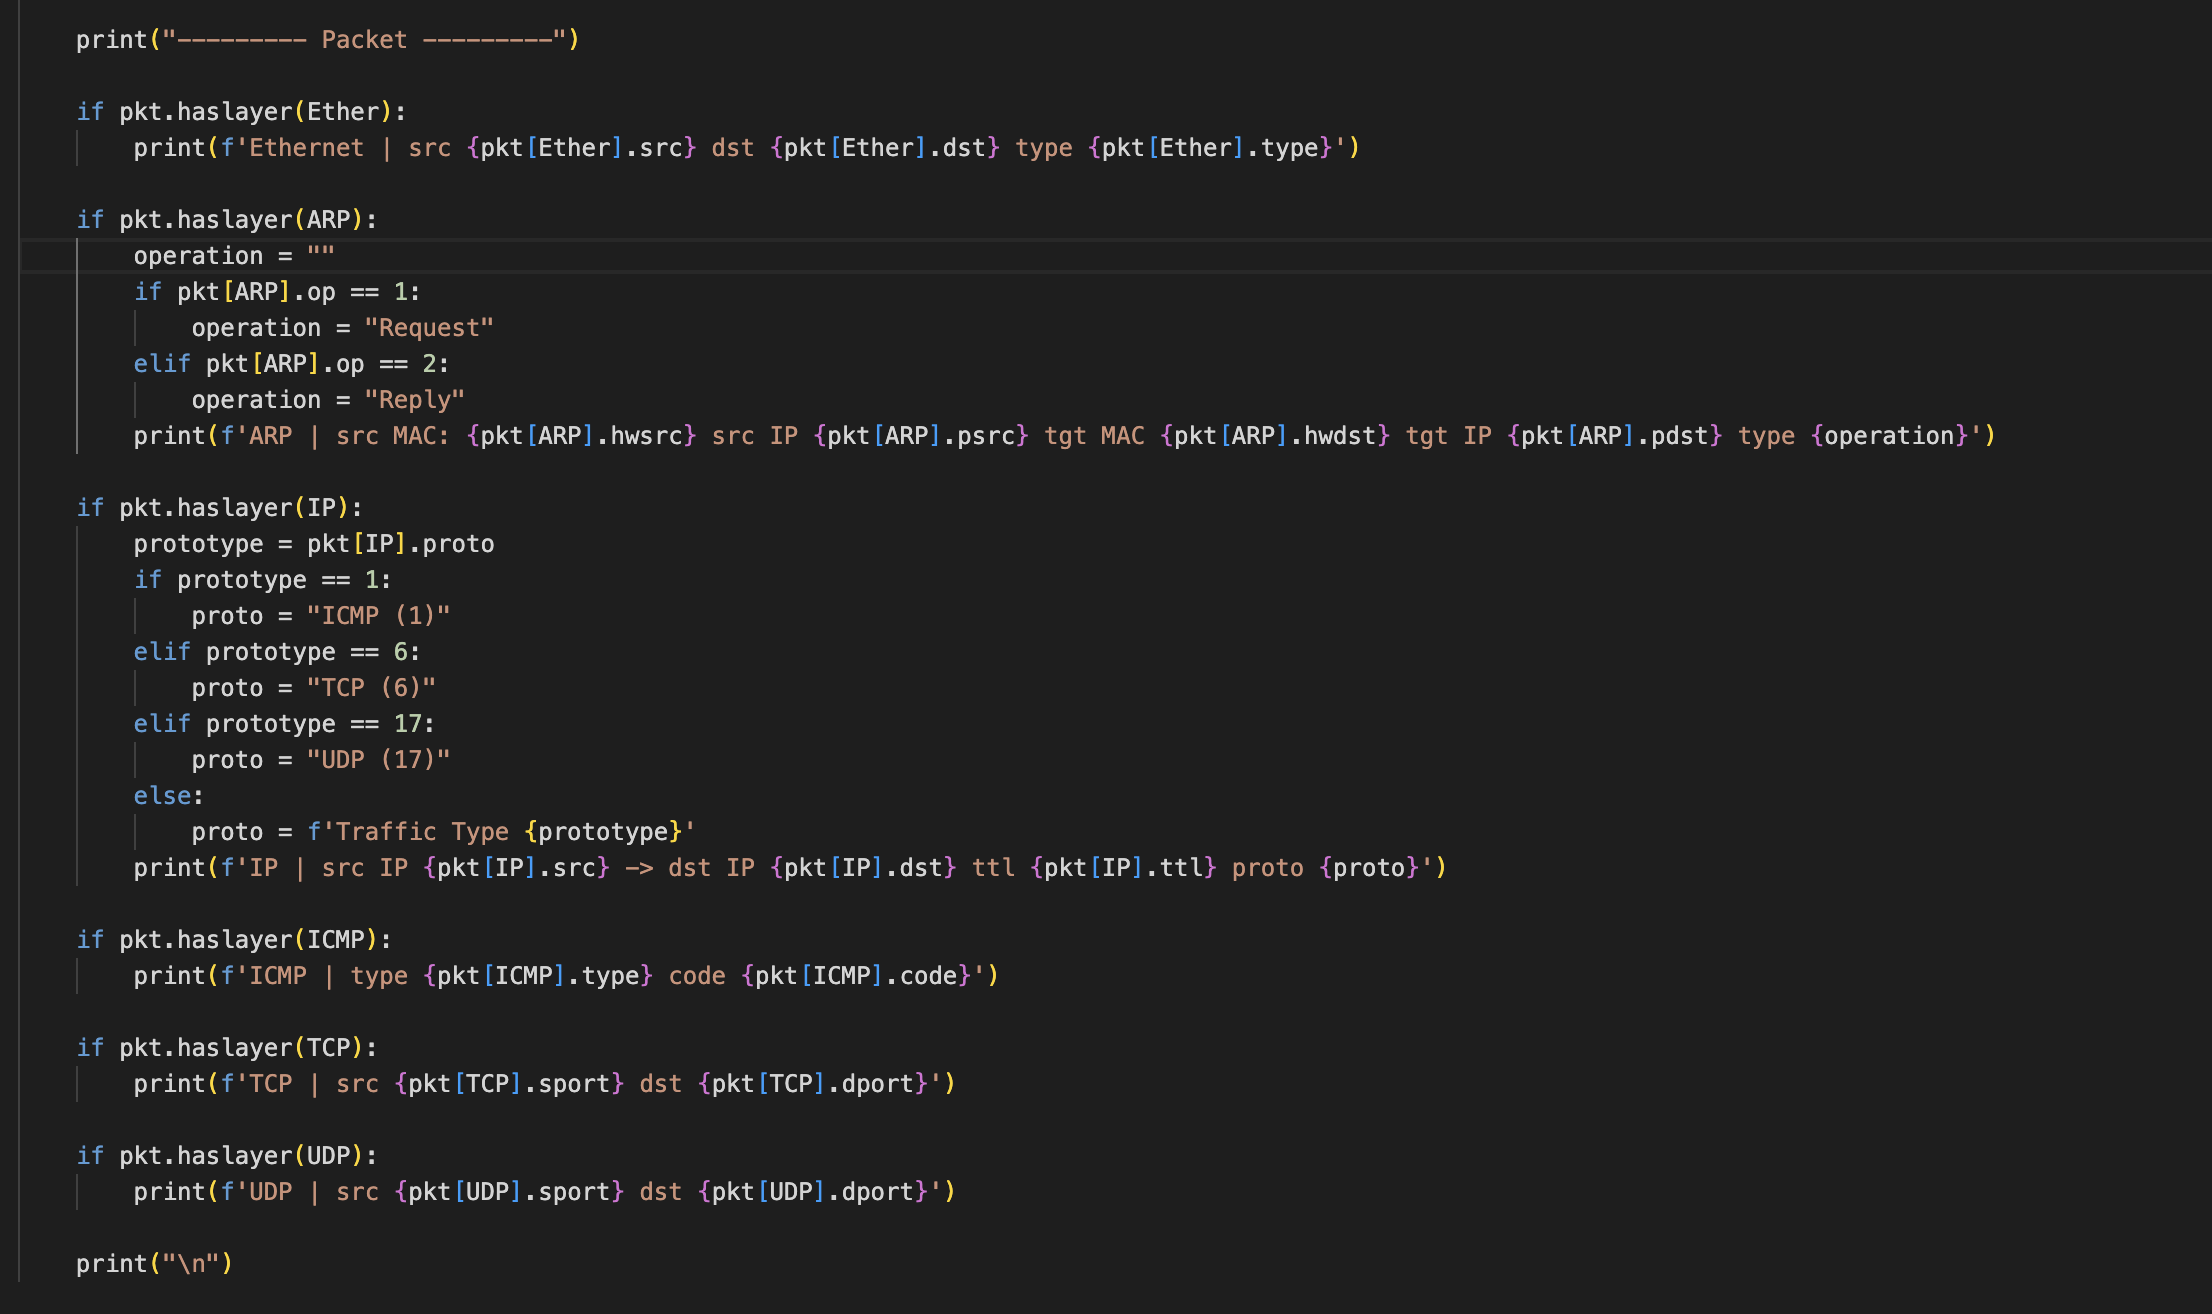 print("--------- Packet ---------")
if pkt.haslayer(Ether):
print(f'Ethernet | src {pkt[Ether].src} dst {pkt[Ether].dst} type {pkt[Ether].type}')
if pkt.haslayer(ARP):
operation = ""
if pkt[ARP].op == 1:
operation = "Request"
elif pkt[ARP].op == 2:
operation = "Reply"
print(f'ARP | src MAC: {pkt[ARP].hwsrc} src IP {pkt[ARP].psrc} tgt MAC {pkt[ARP].hwdst} tgt IP {pkt[ARP].pdst} type {operation}')
if pkt.haslayer(IP):
prototype = pkt[IP].proto
if prototype == 1:
proto = "ICMP (1)"
elif prototype == 6:
proto = "TCP (6)"
elif prototype == 17:
proto = "UDP (17)"
else:
proto = f'Traffic Type {prototype}'
print(f'IP | src IP {pkt[IP].src} -> dst IP {pkt[IP].dst} ttl {pkt[IP].ttl} proto {proto}')
if pkt.haslayer(ICMP):
print(f'ICMP | type {pkt[ICMP].type} code {pkt[ICMP].code}')
if pkt.haslayer(TCP):
print(f'TCP | src {pkt[TCP].sport} dst {pkt[TCP].dport}')
if pkt.haslayer(UDP):
print(f'UDP | src {pkt[UDP].sport} dst {pkt[UDP].dport}')
print("\n")